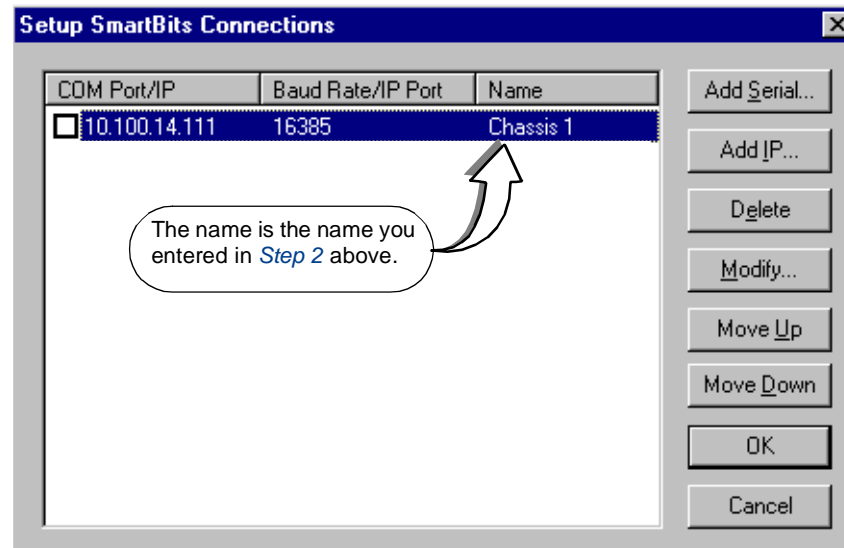 Setup SmartBits Connections
COM Port/IP Baud Rate/IP Port Name
10.100.14.111 16385 Chassis 1
The name is the name you
entered in Step 2 above.
Add Serial...
Add IP...
Delete
Modify...
Move Up
Move Down
OK
Cancel